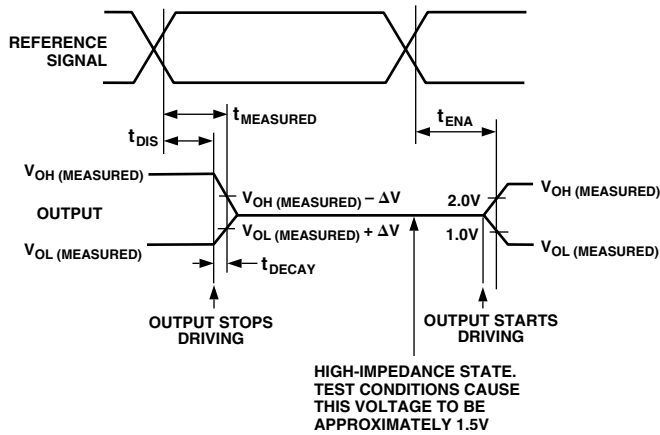 REFERENCE
SIGNAL
tMEASURED
tDIS
tENA
VOH (MEASURED)
VOH (MEASURED) – ΔV
2.0V
VOH (MEASURED)
OUTPUT
VOL (MEASURED) + ΔV
1.0V
VOL (MEASURED)
VOL (MEASURED)
tDECAY
OUTPUT STOPS
DRIVING
OUTPUT STARTS
DRIVING
HIGH-IMPEDANCE STATE.
TEST CONDITIONS CAUSE
THIS VOLTAGE TO BE
APPROXIMATELY 1.5V